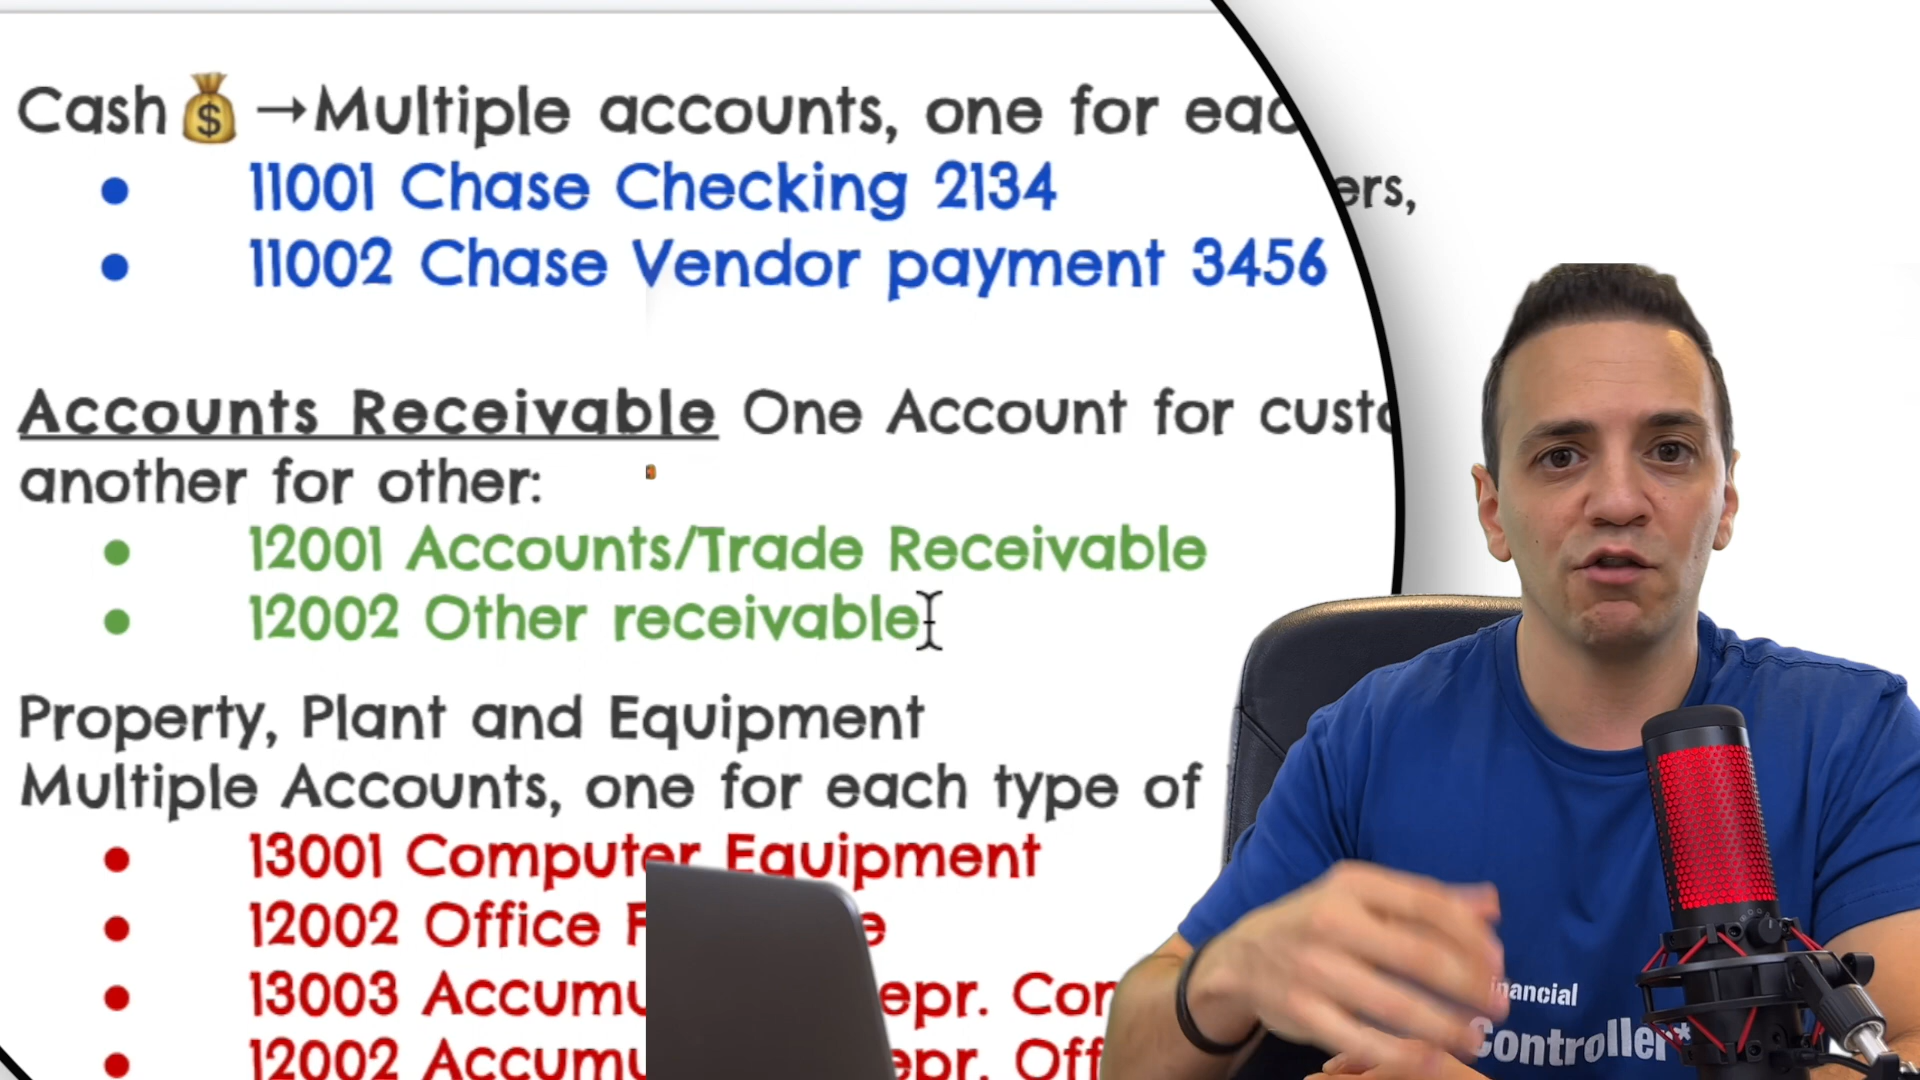 Cash → Multiple accounts, one for eac
11001 Chase Checking 2134
ers,
11002 Chase Vendor payment 3456
Accounts Receivable One Account for custo
another for other:
12001 Accounts/Trade Receivable
12002 Other receivable
Property, Plant and Equipment
Multiple Accounts, one for each type of
13001 Computer Equipment
12002 Office F e
13003 Accumu epr. Com
12002 Accumu epr. Off
inancial
Controller*